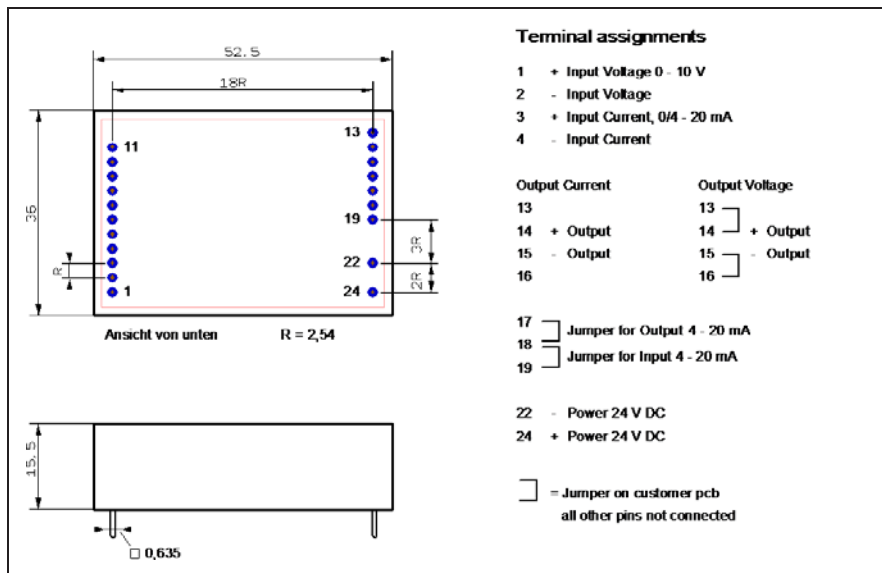 52.5
18R
13
11
36
19
3R
R
22
2R
1
24
Ansicht von unten R = 2,54
15.5
□ 0,635
Terminal assignments
1 + Input Voltage 0 - 10 V
2 - Input Voltage
3 + Input Current, 0/4 - 20 mA
4 - Input Current
Output Current Output Voltage
13 13
14 + Output 14 + Output
15 - Output 15 - Output
16 16
17
Jumper for Output 4 - 20 mA
18
Jumper for Input 4 - 20 mA
19
22 - Power 24 V DC
24 + Power 24 V DC
= Jumper on customer pcb
all other pins not connected